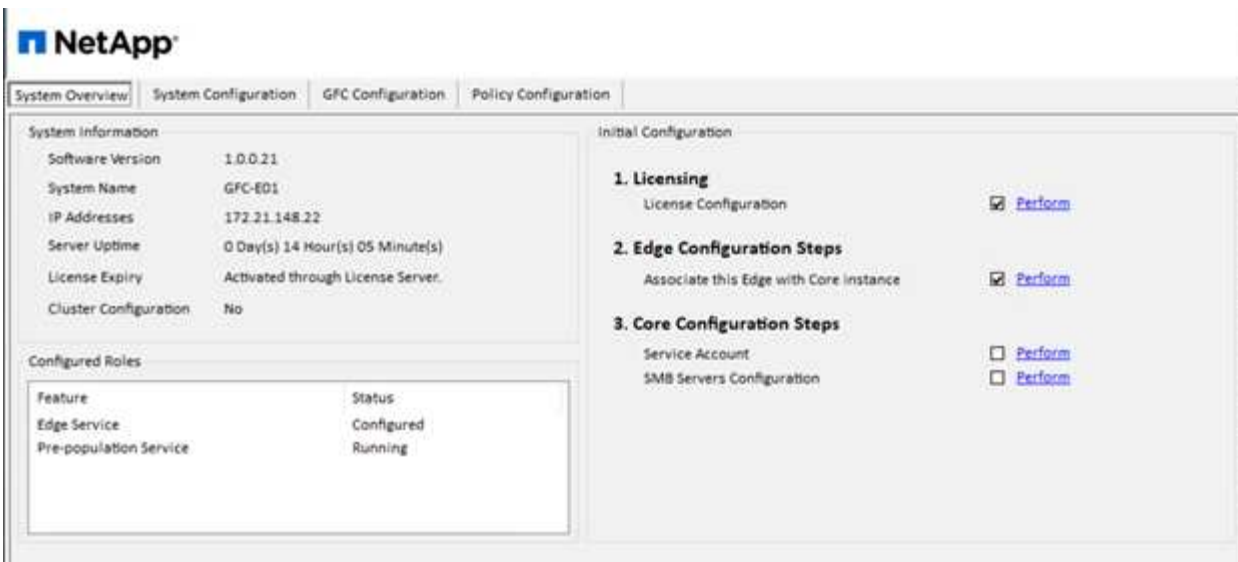 NetApp
System Overview System Configuration GFC Configuration Policy Configuration
System Information
Software Version 1.0.0.21
System Name GFC-E01
IP Addresses 172.21.148.22
Server Uptime 0 Day(s) 14 Hour(s) 05 Minute(s)
License Expiry Activated through License Server.
Cluster Configuration No
Configured Roles
Feature Status
Edge Service Configured
Pre-population Service Running
Initial Configuration
1. Licensing
License Configuration Perform
2. Edge Configuration Steps
Associate this Edge with Core instance Perform
3. Core Configuration Steps
Service Account Perform
SMB Servers Configuration Perform